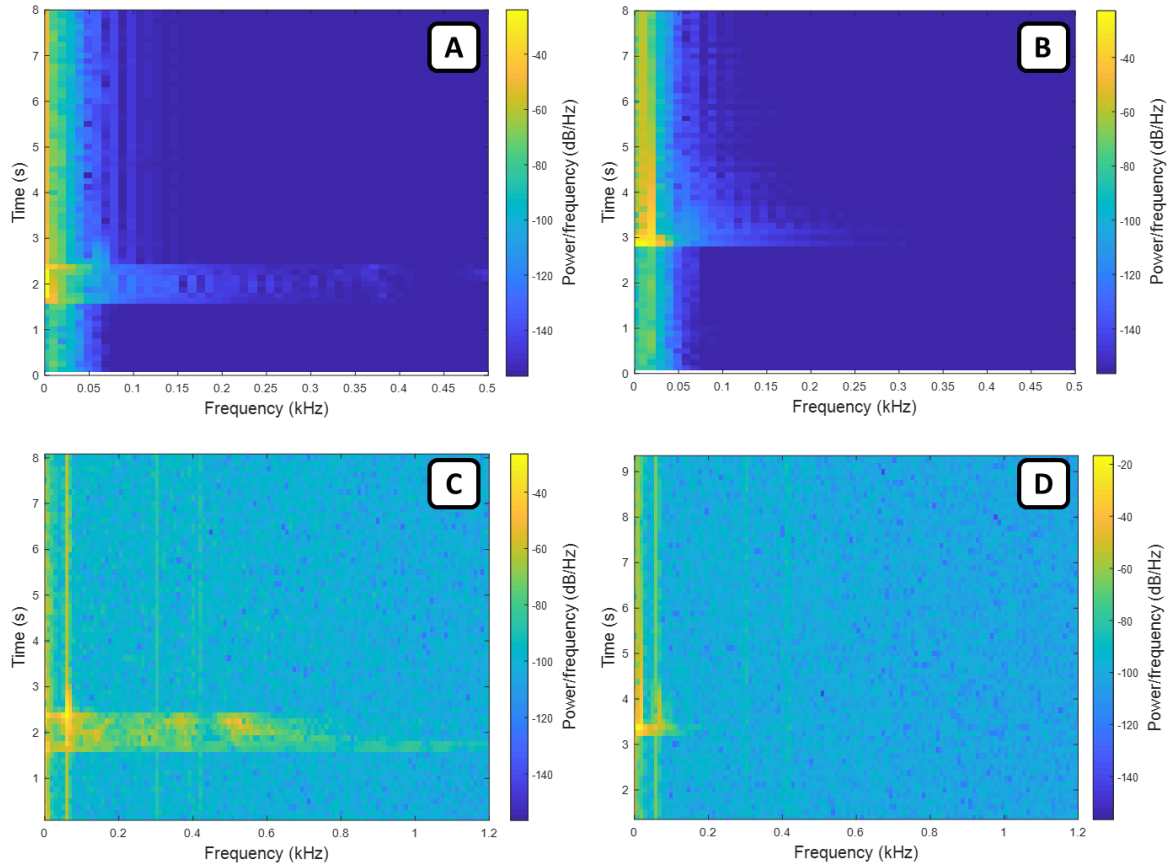 A
8
7
6
5
4
3
2
1
0
Time (s)
0 0.05 0.1 0.15 0.2 0.25 0.3 0.35 0.4 0.45 0.5
Frequency (kHz)
-40
-60
-80
-100
-120
-140
Power/frequency (dB/Hz)
B
8
7
6
5
4
3
2
1
0
Time (s)
0 0.05 0.1 0.15 0.2 0.25 0.3 0.35 0.4 0.45 0.5
Frequency (kHz)
-40
-60
-80
-100
-120
-140
Power/frequency (dB/Hz)
C
8
7
6
5
4
3
2
1
Time (s)
0 0.2 0.4 0.6 0.8 1 1.2
Frequency (kHz)
-40
-60
-80
-100
-120
-140
Power/frequency (dB/Hz)
D
9
8
7
6
5
4
3
2
Time (s)
0 0.2 0.4 0.6 0.8 1 1.2
Frequency (kHz)
-20
-40
-60
-80
-100
-120
-140
Power/frequency (dB/Hz)